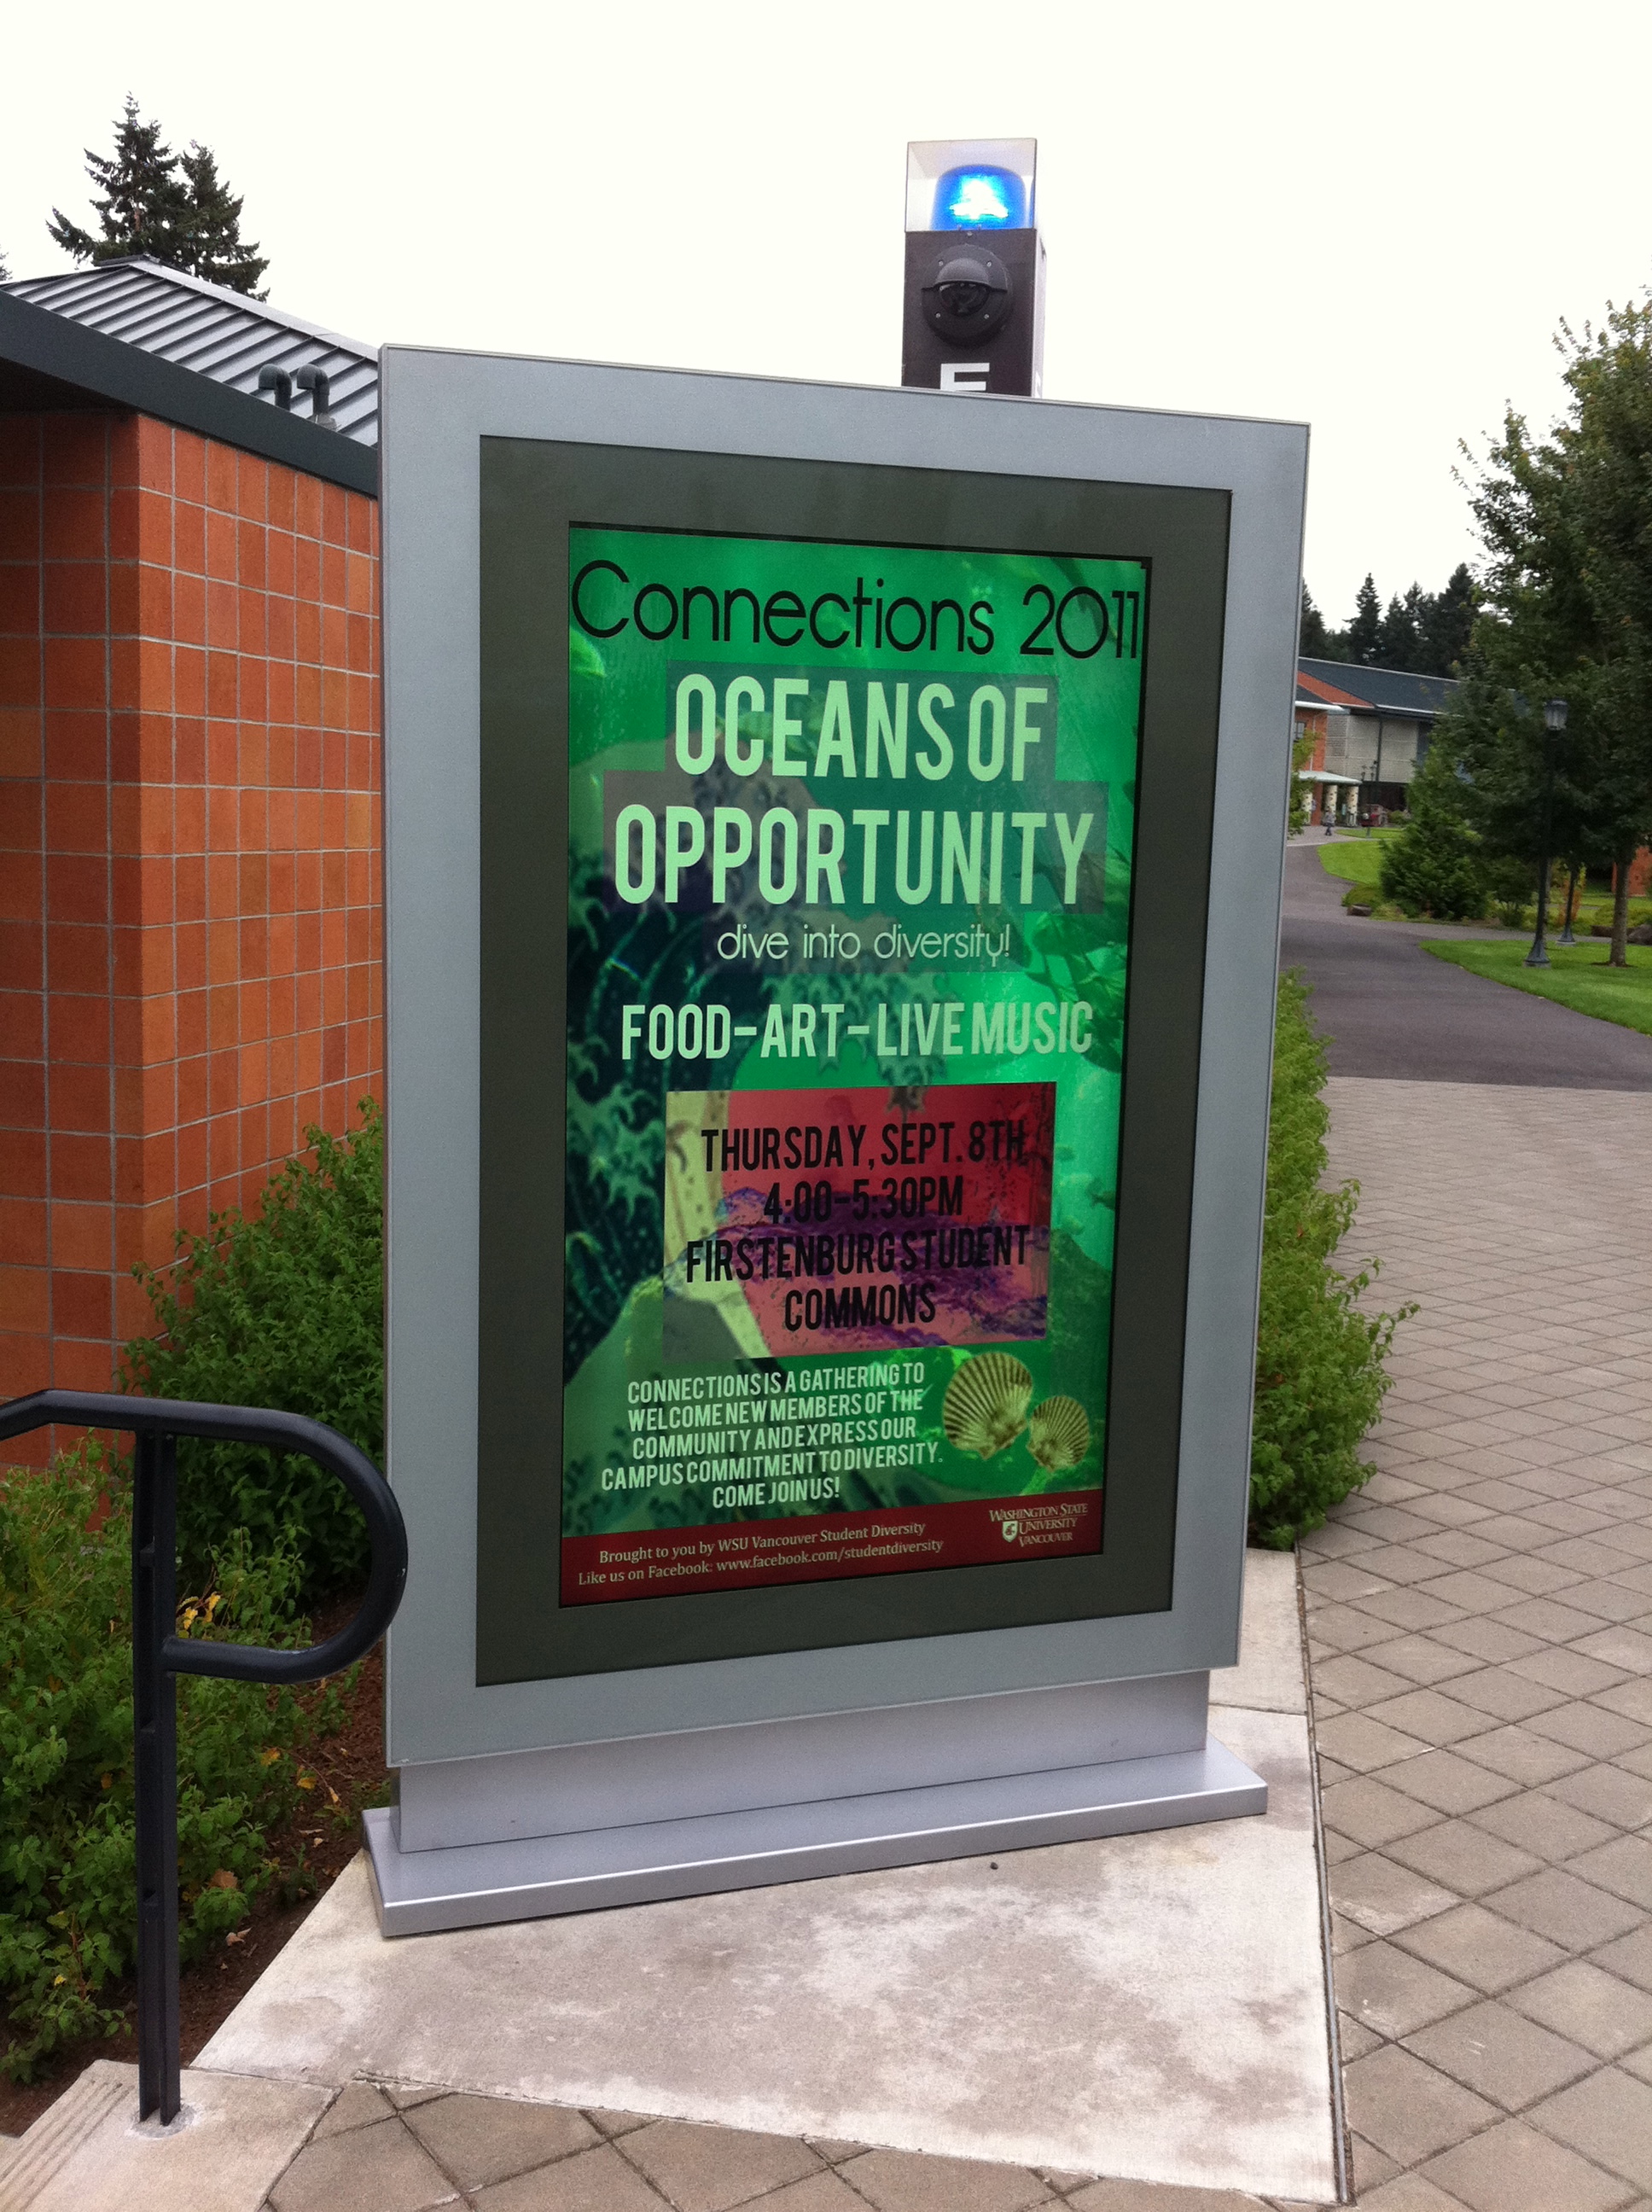 E
Connections 2011
OCEANS OF
OPPORTUNITY
dive into diversity!
FOOD-ART-LIVE MUSIC
THURSDAY, SEPT. 8TH
4:00-5:30PM
FIRSTENBURG STUDENT
COMMONS
CONNECTIONS IS A GATHERING TO
WELCOME NEW MEMBERS OF THE
COMMUNITY AND EXPRESS OUR
CAMPUS COMMITMENT TO DIVERSITY.
COME JOIN US!
Brought to you by WSU Vancouver Student Diversity
Like us on Facebook: www.facebook.com/studentdiversity
WASHINGTON STATE
UNIVERSITY
VANCOUVER